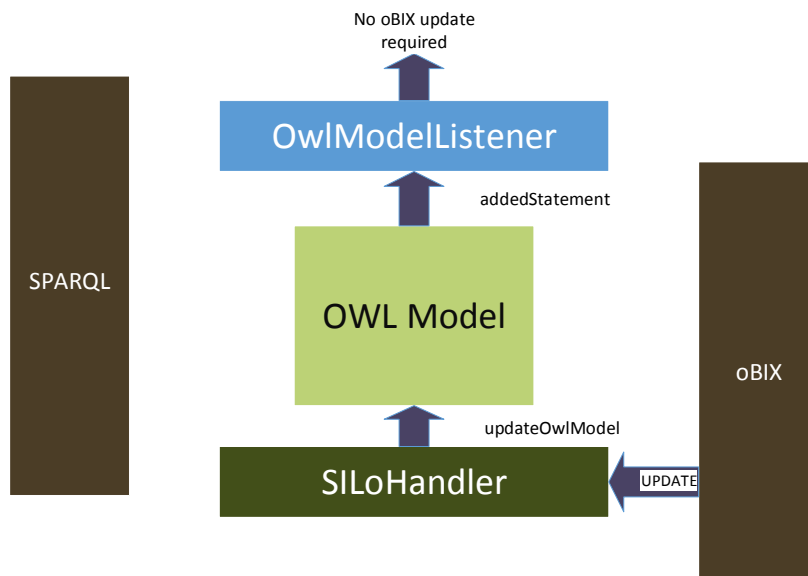 No oBIX update
required
OwlModelListener
addedStatement
SPARQL
OWL Model
oBIX
updateOwlModel
SILoHandler
UPDATE